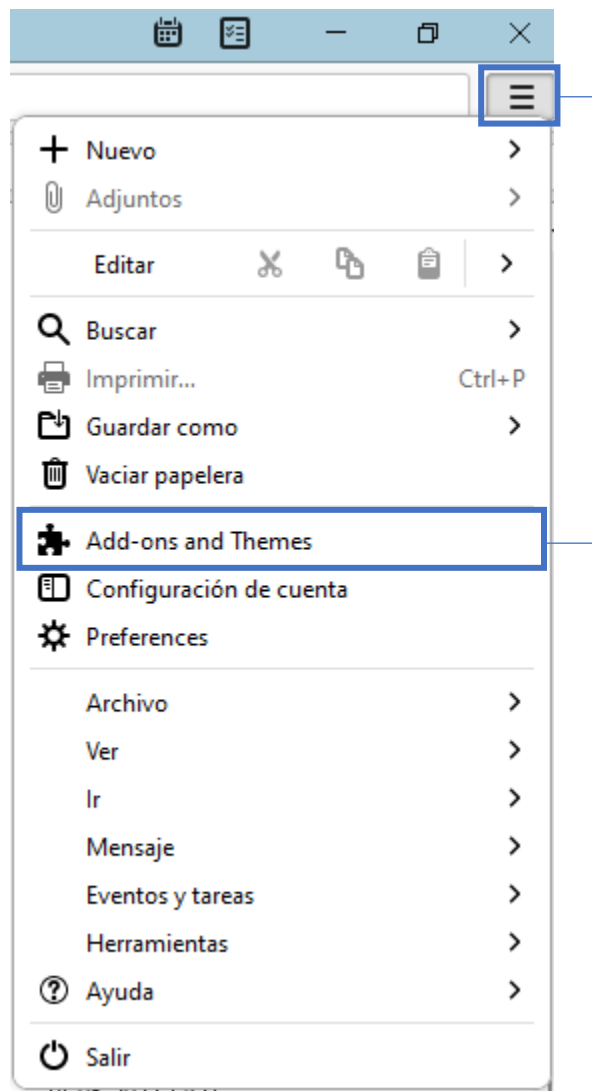 Nuevo
Adjuntos
Editar
Buscar
Imprimir... Ctrl+P
Guardar como
Vaciar papelera
Add-ons and Themes
Configuración de cuenta
Preferences
Archivo
Ver
Ir
Mensaje
Eventos y tareas
Herramientas
Ayuda
Salir